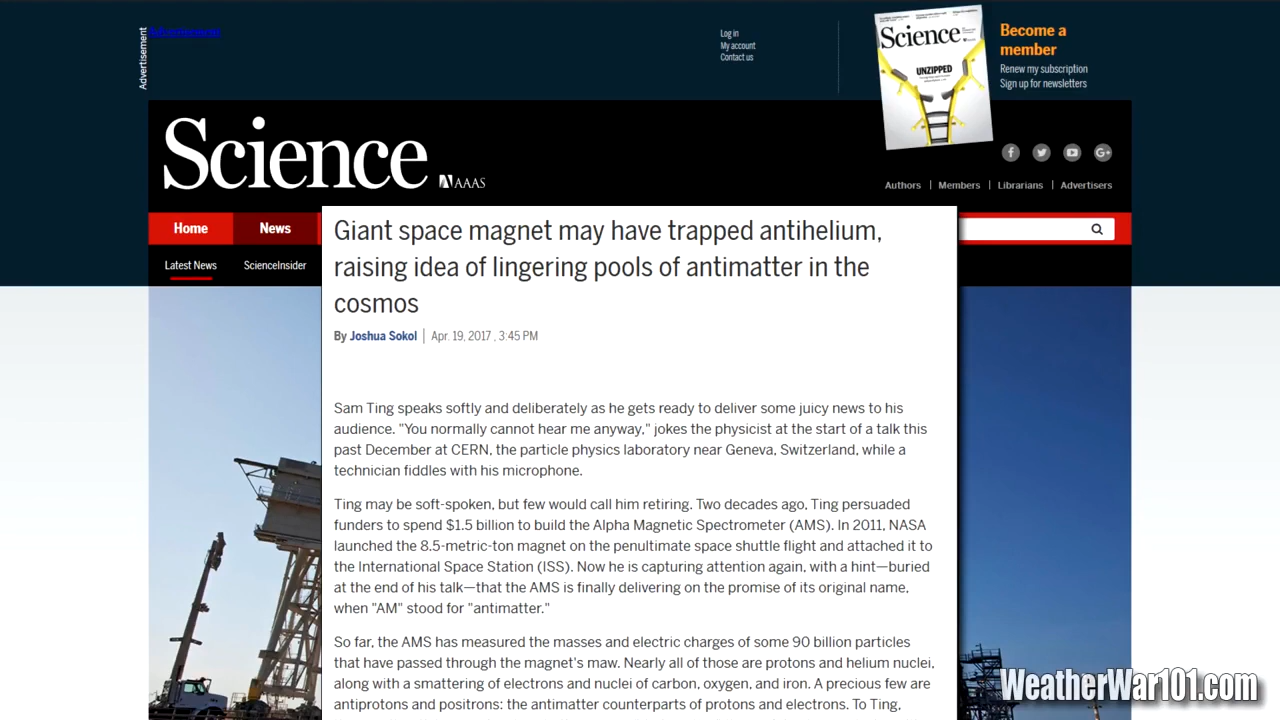 Advertisement
Log in
My account
Contact us
Science
UNZIPPED
Become a
member
Renew my subscription
Sign up for newsletters
Science
AAAS
Authors | Members | Librarians | Advertisers
Home
News
Latest News
ScienceInsider
Giant space magnet may have trapped antihelium,
raising idea of lingering pools of antimatter in the
cosmos
By Joshua Sokol | Apr. 19, 2017 , 3:45 PM
Sam Ting speaks softly and deliberately as he gets ready to deliver some juicy news to his
audience. "You normally cannot hear me anyway," jokes the physicist at the start of a talk this
past December at CERN, the particle physics laboratory near Geneva, Switzerland, while a
technician fiddles with his microphone.
Ting may be soft-spoken, but few would call him retiring. Two decades ago, Ting persuaded
funders to spend $1.5 billion to build the Alpha Magnetic Spectrometer (AMS). In 2011, NASA
launched the 8.5-metric-ton magnet on the penultimate space shuttle flight and attached it to
the International Space Station (ISS). Now he is capturing attention again, with a hint—buried
at the end of his talk—that the AMS is finally delivering on the promise of its original name,
when "AM" stood for "antimatter."
So far, the AMS has measured the masses and electric charges of some 90 billion particles
that have passed through the magnet's maw. Nearly all of those are protons and helium nuclei,
along with a smattering of electrons and nuclei of carbon, oxygen, and iron. A precious few are
antiprotons and positrons: the antimatter counterparts of protons and electrons. To Ting,
WeatherWar101.com